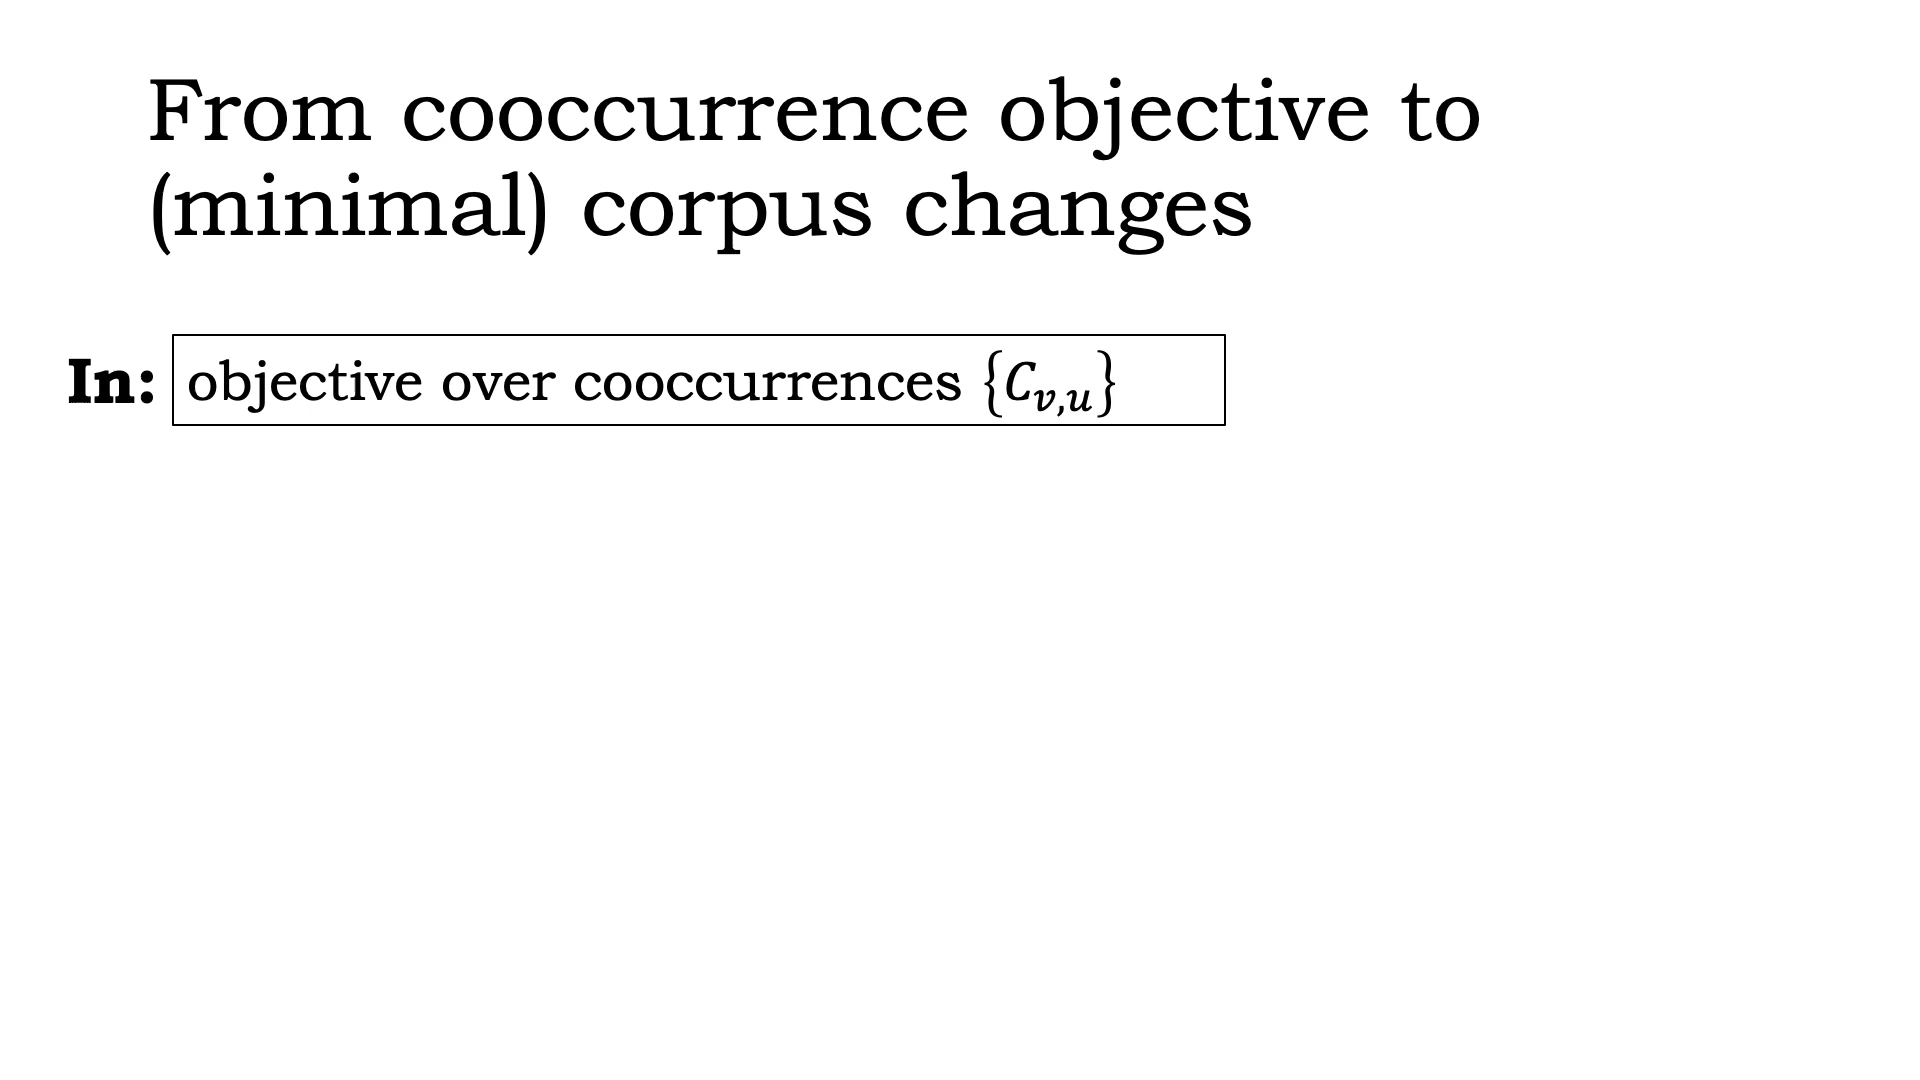 From cooccurrence objective to
(minimal) corpus changes
In: objective over cooccurrences {C_{v,u}}